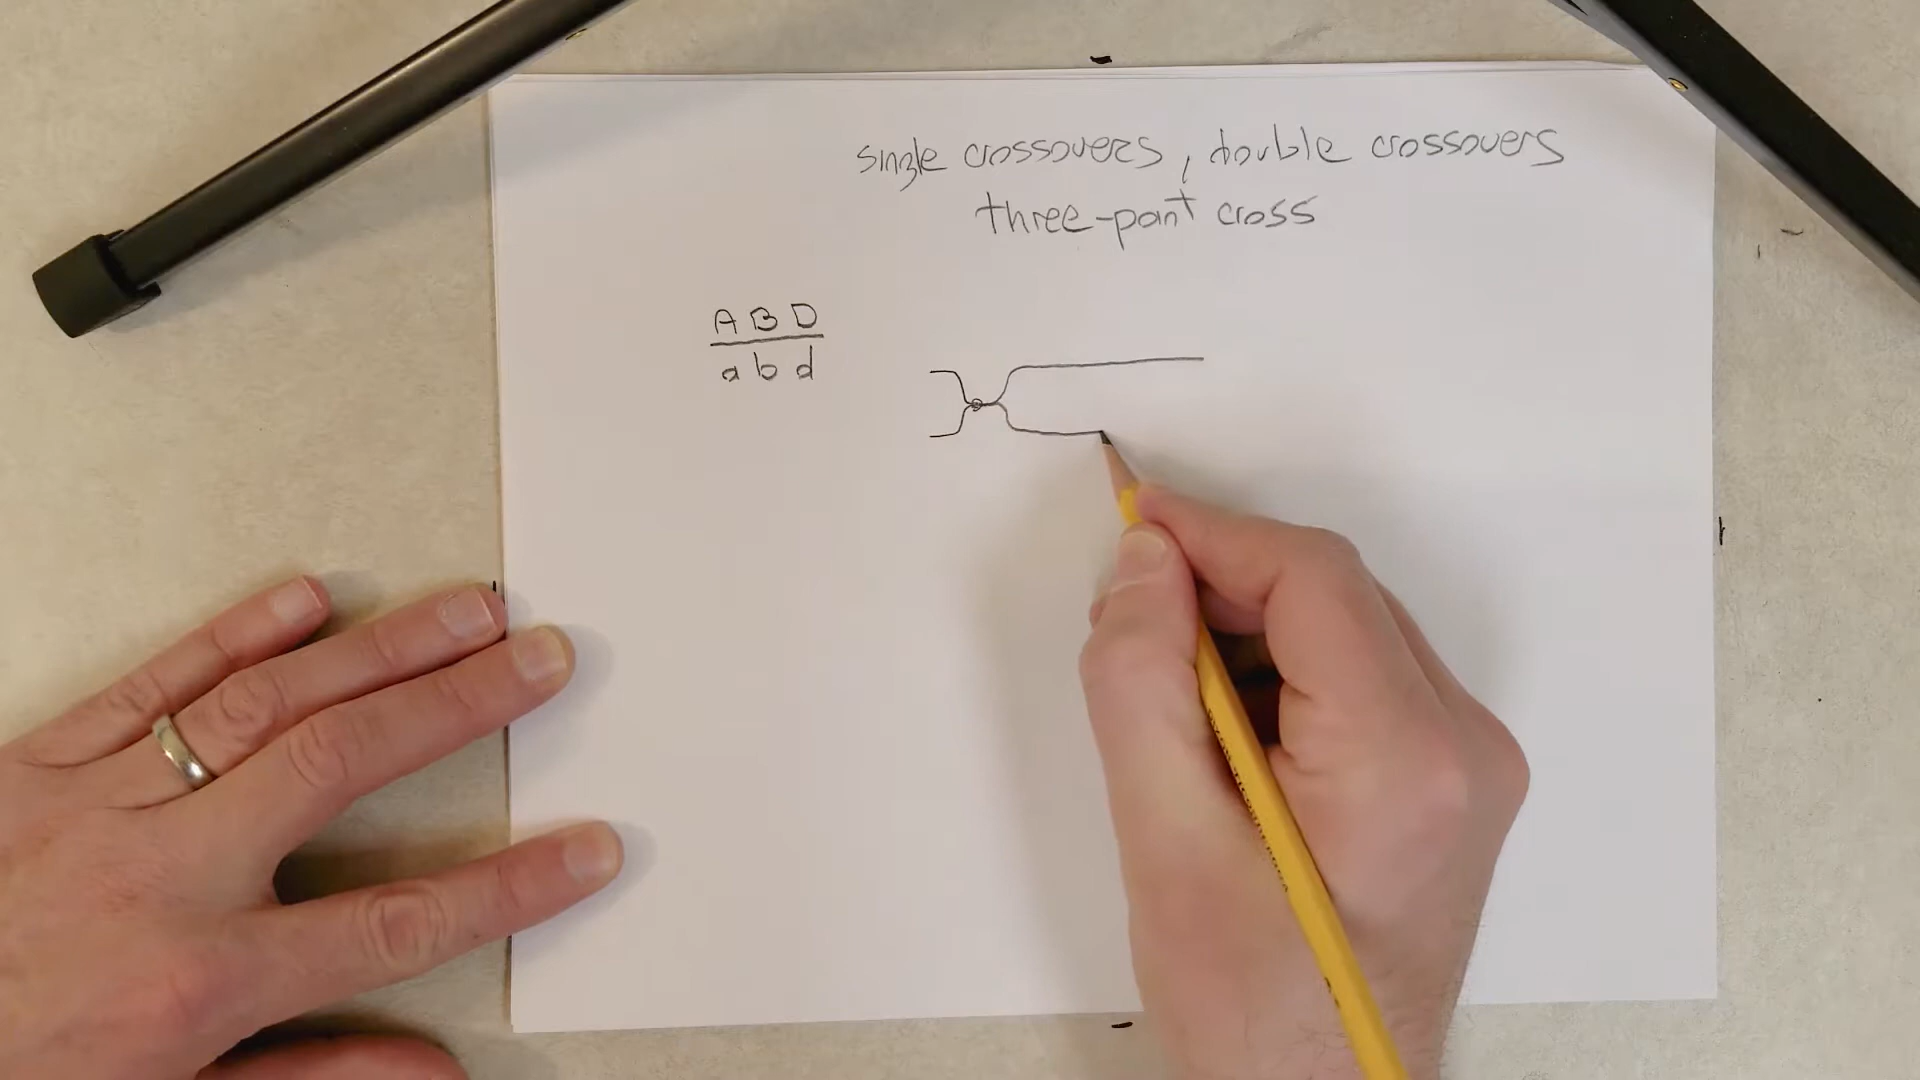 single crossovers, double crossovers
three-point cross
A B D
a b d